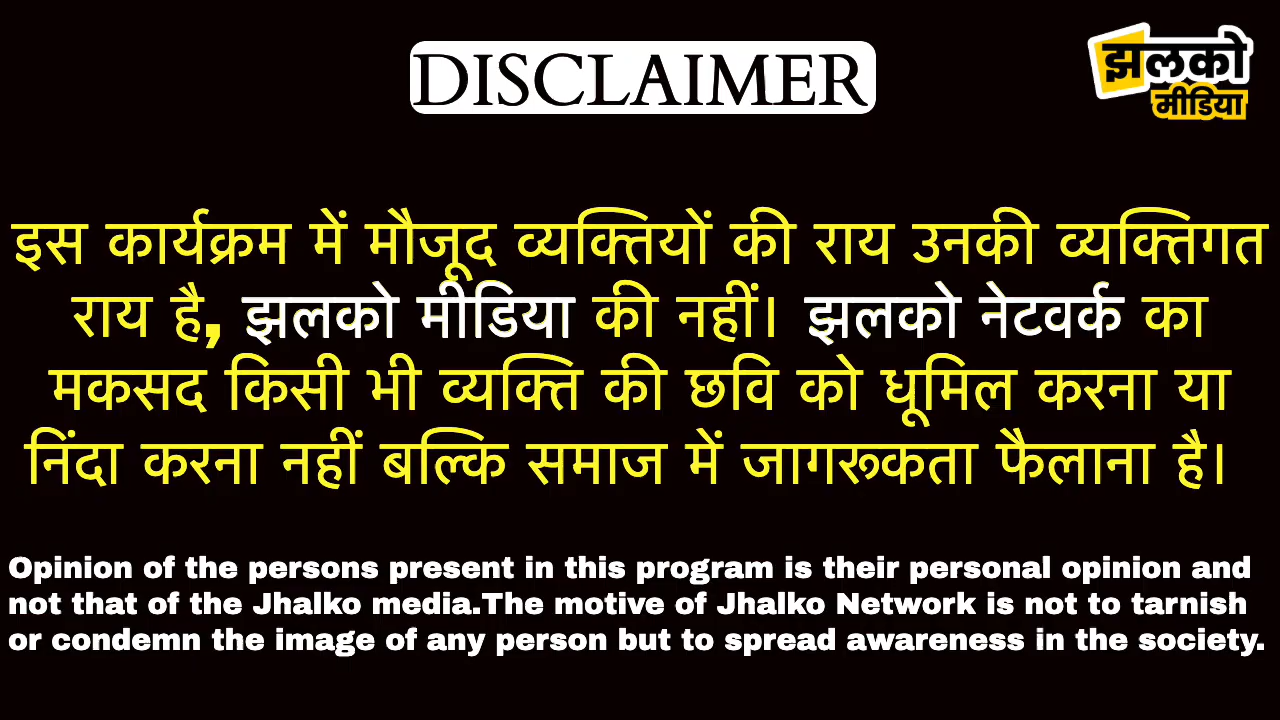 DISCLAIMER
झलको
मीडिया
इस कार्यक्रम में मौजूद व्यक्तियों की राय उनकी व्यक्तिगत
राय है, झलको मीडिया की नहीं। झलको नेटवर्क का
मकसद किसी भी व्यक्ति की छवि को धूमिल करना या
निंदा करना नहीं बल्कि समाज में जागरूकता फैलाना है।
Opinion of the persons present in this program is their personal opinion and
not that of the Jhalko media.The motive of Jhalko Network is not to tarnish
or condemn the image of any person but to spread awareness in the society.